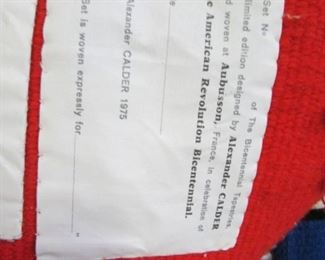 Set No
of The Bicentennial Tapestries,
limited edition designed by Alexander CALDER
d woven at Aubusson, France, in celebration of
e American Revolution Bicentennial.
e
Alexander CALDER 1975
Set is woven expressly for